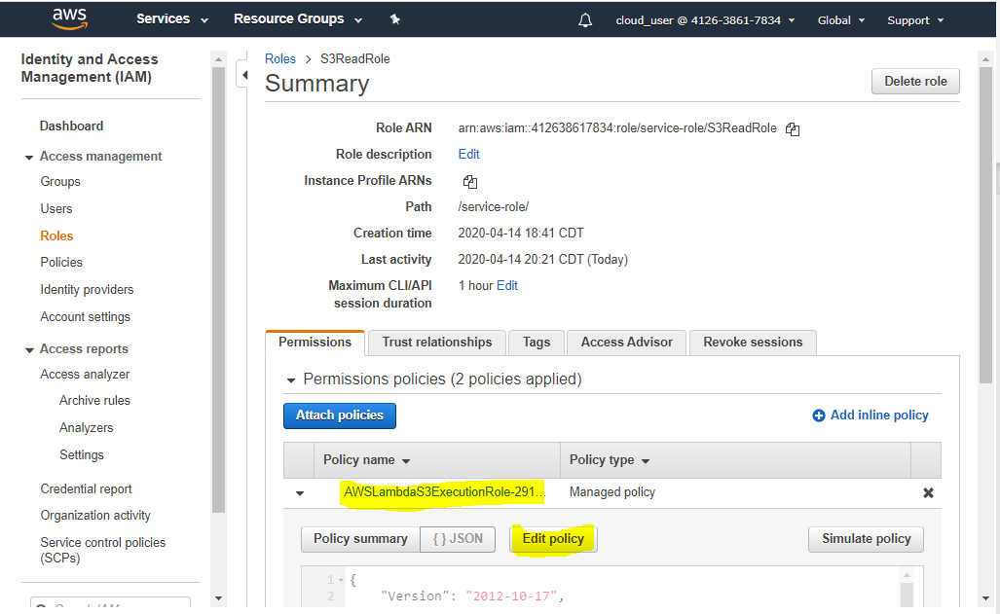 aws Services Resource Groups cloud_user @ 4126-3861-7834 Global Support
Identity and Access
Management (IAM)
Dashboard
Access management
Groups
Users
Roles
Policies
Identity providers
Account settings
Access reports
Access analyzer
Archive rules
Analyzers
Settings
Credential report
Organization activity
Service control policies
(SCPs)
Roles > S3ReadRole
Summary
Delete role
Role ARN arn:aws:iam::412638617834:role/service-role/S3ReadRole
Role description Edit
Instance Profile ARNs
Path /service-role/
Creation time 2020-04-14 18:41 CDT
Last activity 2020-04-14 20:21 CDT (Today)
Maximum CLI/API 1 hour Edit
session duration
Permissions Trust relationships Tags Access Advisor Revoke sessions
Permissions policies (2 policies applied)
Attach policies Add inline policy
Policy name Policy type
AWSLambdaS3ExecutionRole-291... Managed policy
Policy summary { } JSON Edit policy Simulate policy
1 {
2 "Version": "2012-10-17",